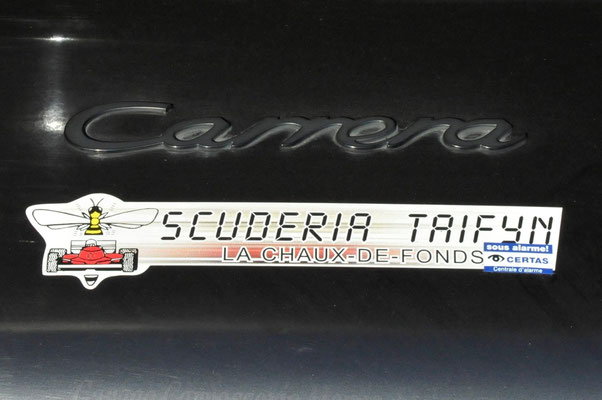 Carrera
SCUDERIA TAIFYN
LA CHAUX-DE-FONDS
sous alarme!
CERTAS
Centrale d'alarme